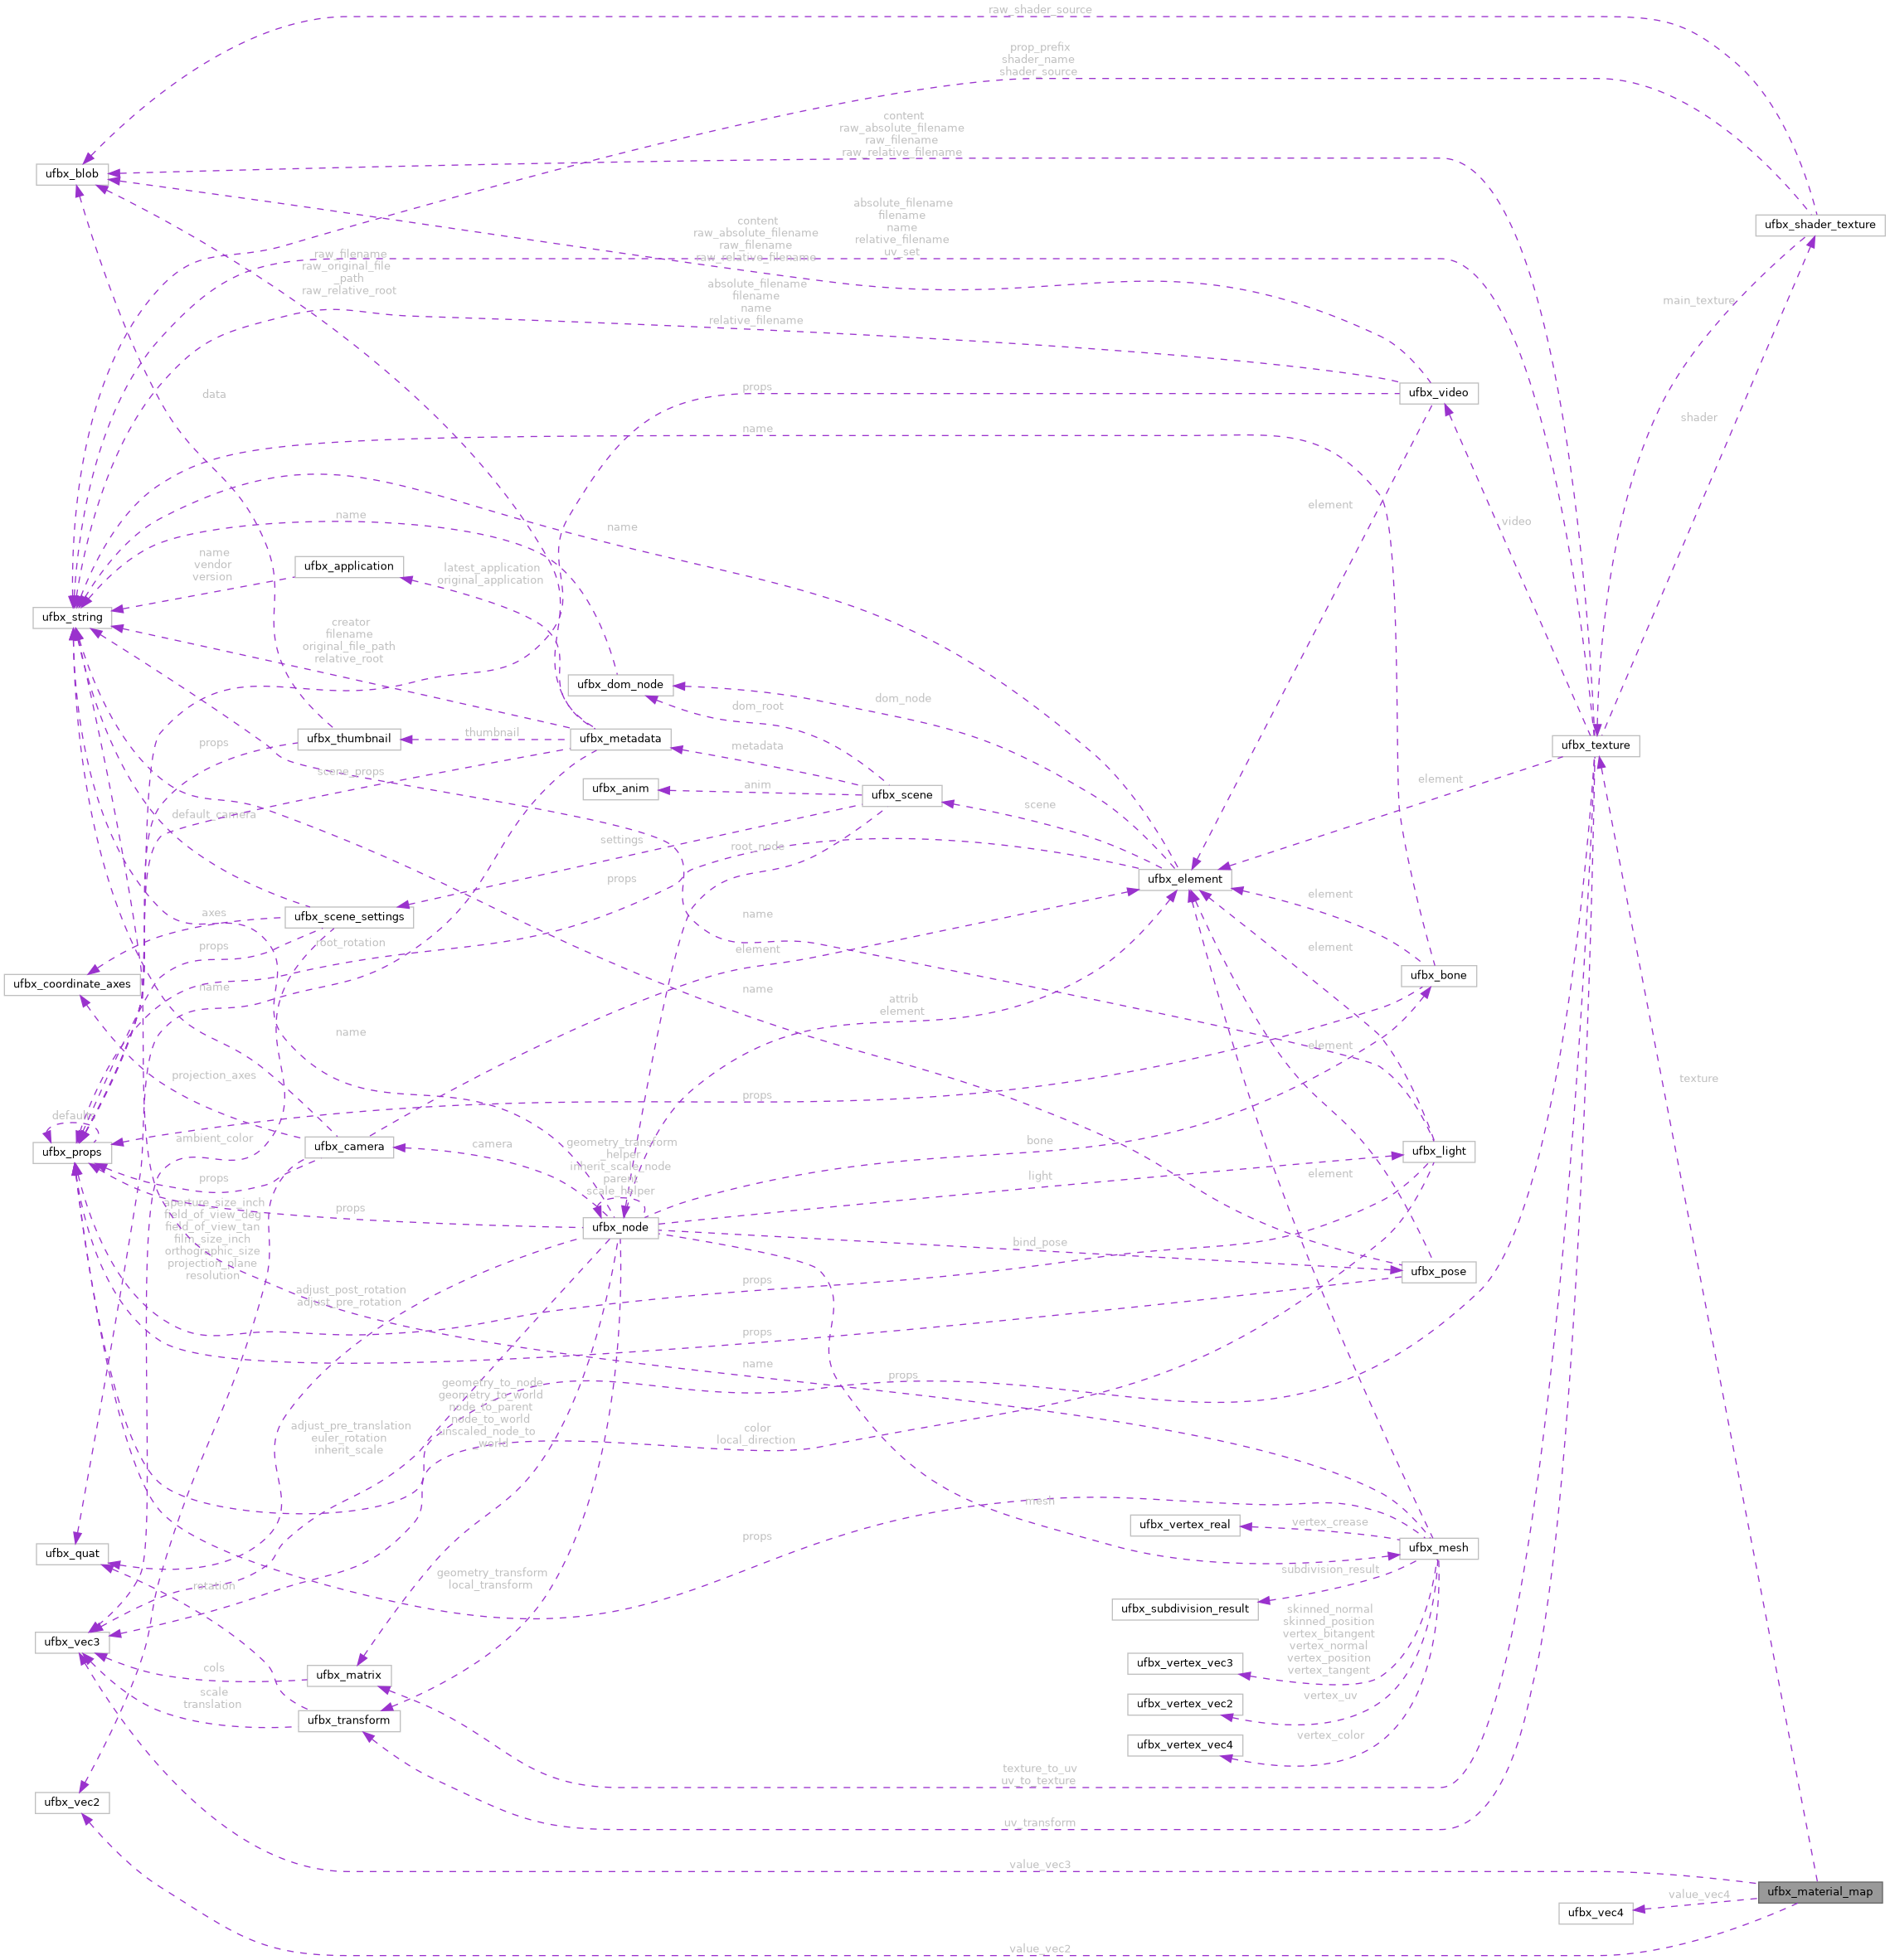 raw_shader_source
prop_prefix
shader_name
shader_source
content
raw_absolute_filename
raw_filename
raw_relative_filename
ufbx_blob
absolute_filename
filename
name
relative_filename
uv_set
content
raw_absolute_filename
raw_filename
raw_relative_filename
ufbx_shader_texture
raw_filename
raw_original_file
_path
raw_relative_root
absolute_filename
filename
name
relative_filename
main_texture
data
props
ufbx_video
name
shader
name
name
element
video
name
vendor
version
ufbx_application
latest_application
original_application
ufbx_string
creator
filename
original_file_path
relative_root
ufbx_dom_node
dom_node
dom_root
props
ufbx_thumbnail
thumbnail
ufbx_metadata
metadata
ufbx_texture
scene_props
ufbx_anim
anim
ufbx_scene
scene
element
default_camera
settings
root_node
props
ufbx_element
element
axes
ufbx_scene_settings
name
props
root_rotation
element
element
ufbx_coordinate_axes
name
name
attrib
element
ufbx_bone
name
element
projection_axes
props
texture
defaults
ufbx_props
ambient_color
ufbx_camera
camera
geometry_transform
_helper
inherit_scale_node
parent
scale_helper
bone
ufbx_light
props
light
element
aperture_size_inch
field_of_view_deg
field_of_view_tan
film_size_inch
orthographic_size
projection_plane
resolution
props
ufbx_node
bind_pose
ufbx_pose
adjust_post_rotation
adjust_pre_rotation
props
props
name
props
geometry_to_node
geometry_to_world
node_to_parent
node_to_world
unscaled_node_to
_world
adjust_pre_translation
euler_rotation
inherit_scale
color
local_direction
mesh
props
ufbx_vertex_real
vertex_crease
ufbx_mesh
ufbx_quat
rotation
geometry_transform
local_transform
subdivision_result
ufbx_subdivision_result
skinned_normal
skinned_position
vertex_bitangent
vertex_normal
vertex_position
vertex_tangent
ufbx_vec3
cols
ufbx_matrix
ufbx_vertex_vec3
scale
translation
ufbx_transform
ufbx_vertex_vec2
vertex_uv
ufbx_vertex_vec4
vertex_color
texture_to_uv
uv_to_texture
ufbx_vec2
uv_transform
value_vec3
ufbx_material_map
value_vec4
ufbx_vec4
value_vec2